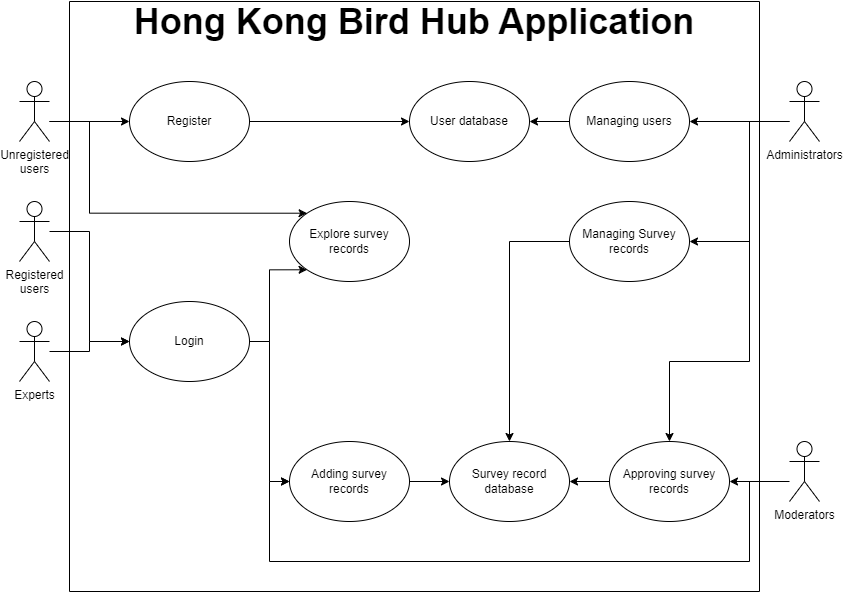 Hong Kong Bird Hub Application
Unregistered
users
Register
User database
Managing users
Administrators
Registered
users
Explore survey
records
Managing Survey
records
Experts
Login
Adding survey
records
Survey record
database
Approving survey
records
Moderators